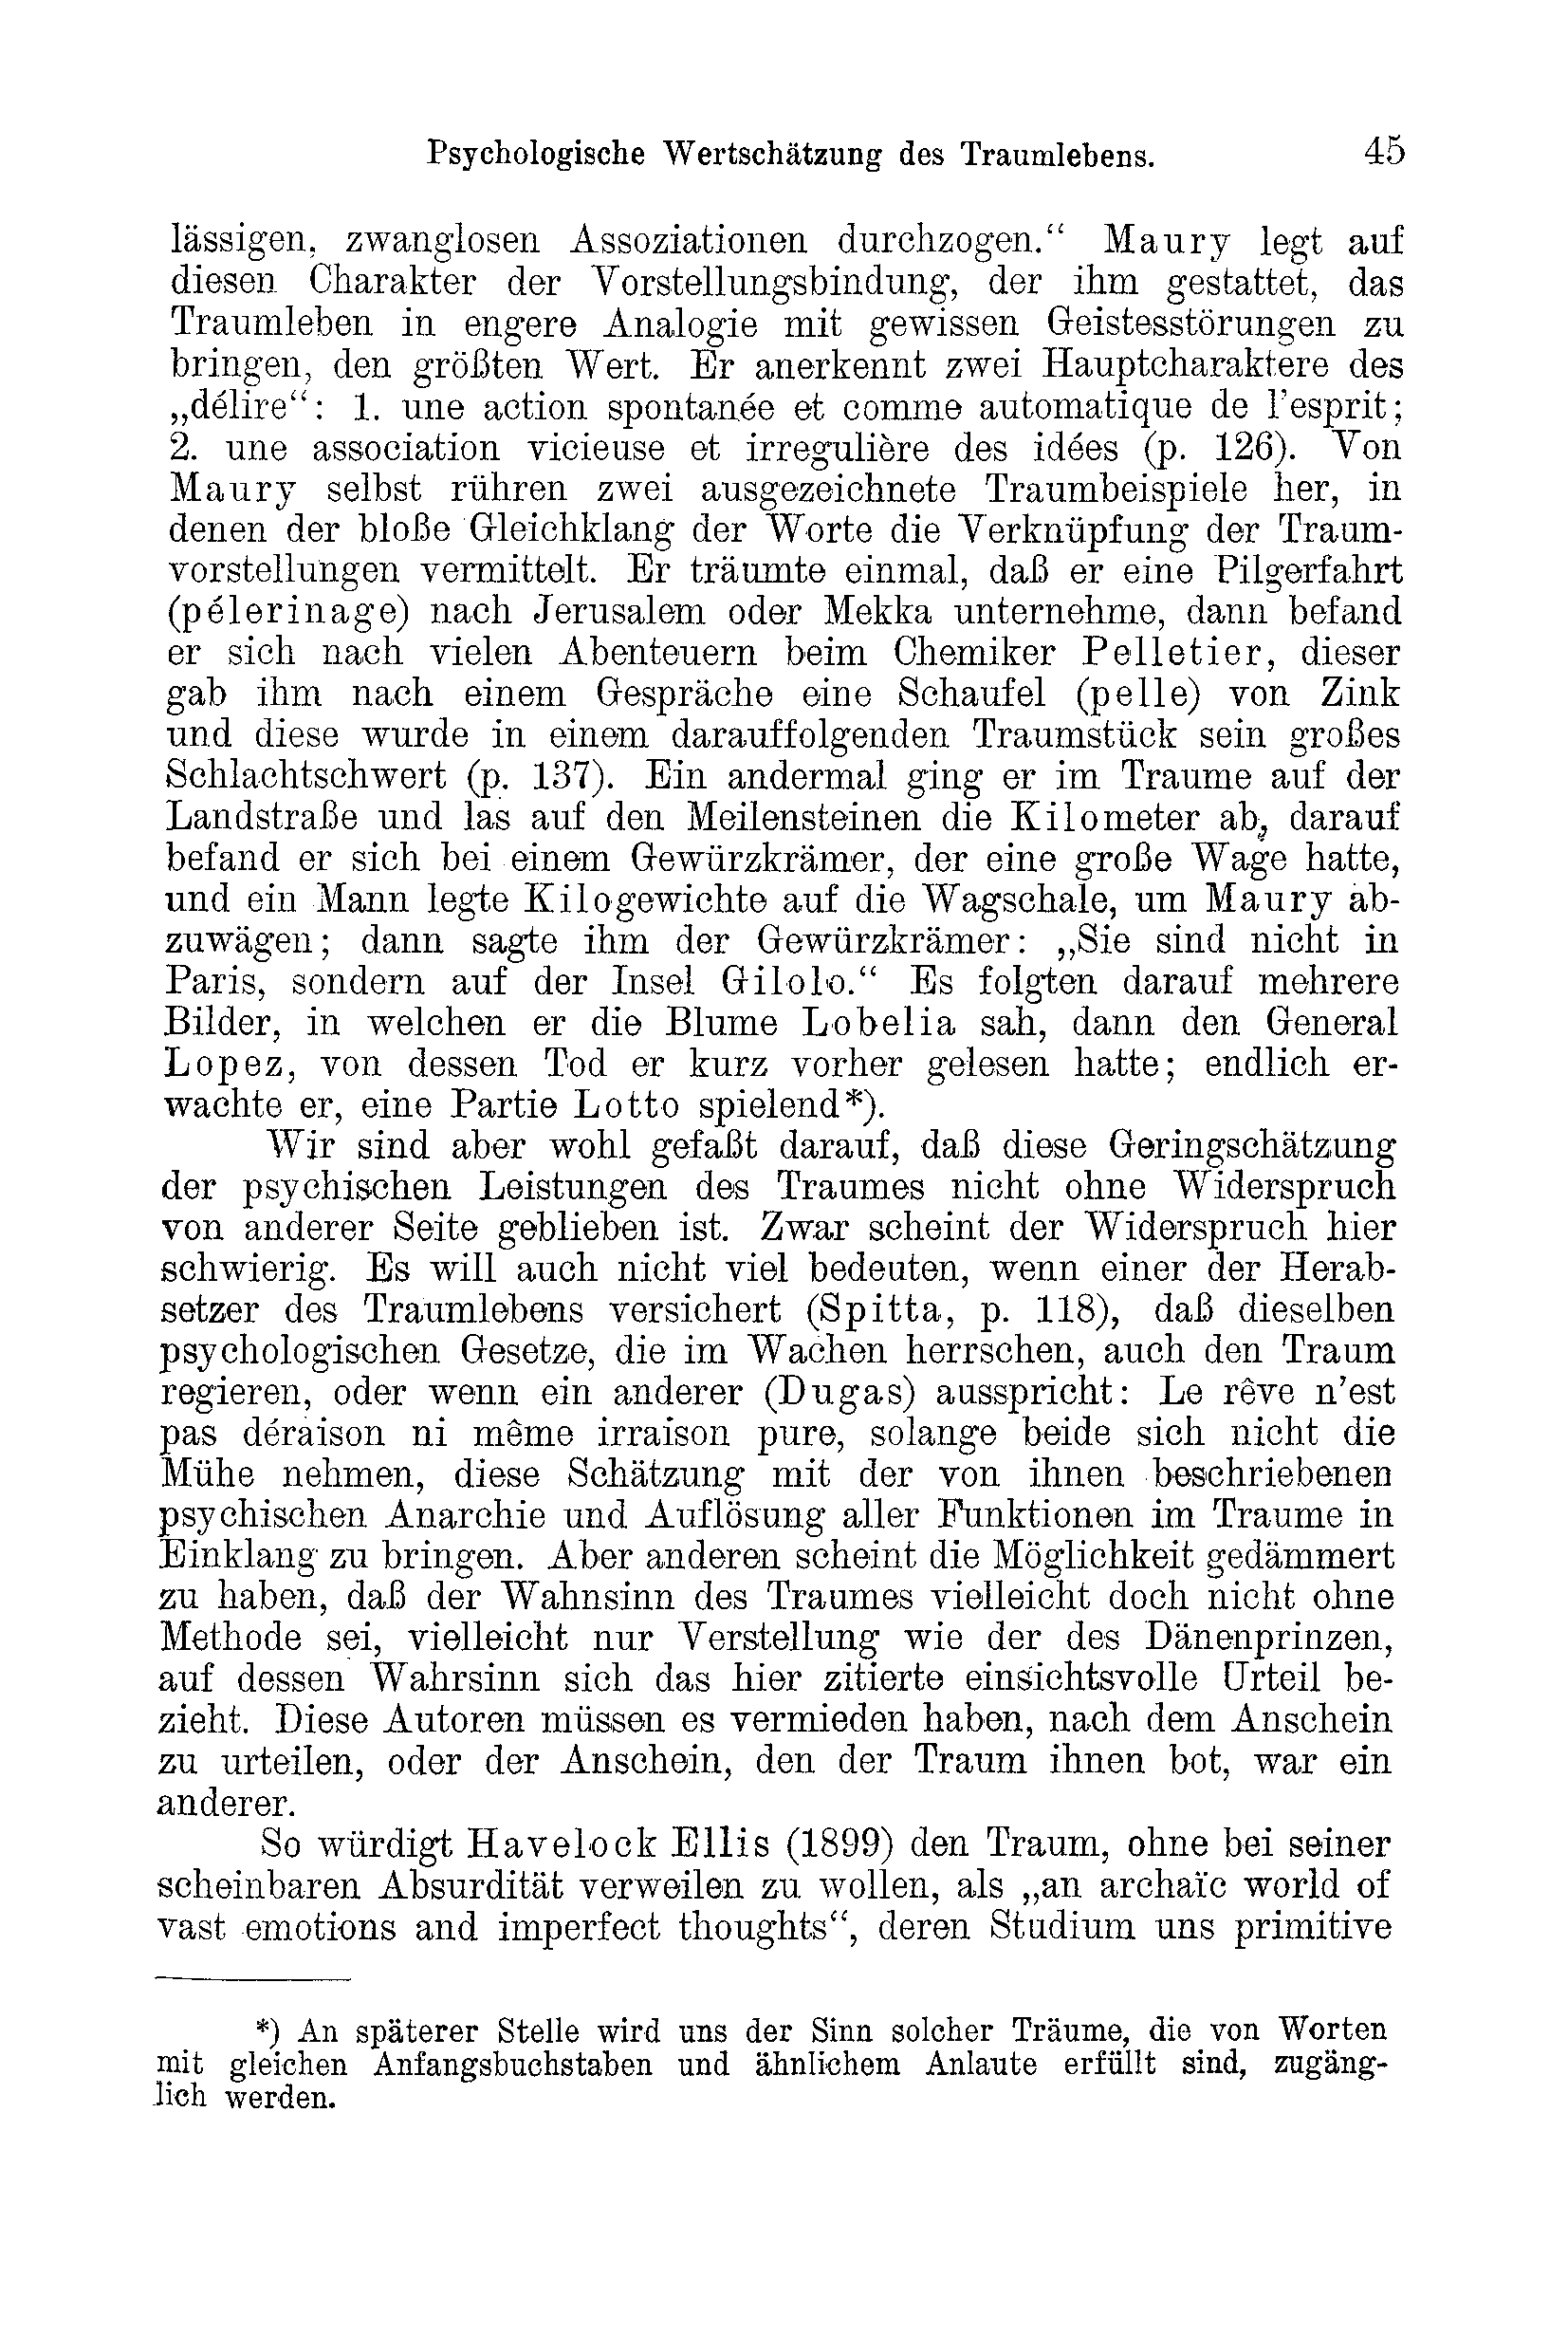 Psychologische Wertschätzung des Traumlebens. 45
lässigen, zwanglosen Assoziationen durchzogen.“ Maury legt auf
diesen Charakter der Vorstellungsbindung, der ihm gestattet, das
Traumleben in engere Analogie mit gewissen Geistesstörungen zu
bringen, den größten Wert. Er anerkennt zwei Hauptcharaktere des
„délire“: 1. une action spontanée et comme automatique de l’esprit;
2. une association vicieuse et irregulière des idées (p. 126). Von
Maury selbst rühren zwei ausgezeichnete Traumbeispiele her, in
denen der bloße Gleichklang der Worte die Verknüpfung der Traum-
vorstellungen vermittelt. Er träumte einmal, daß er eine Pilgerfahrt
(pélerinage) nach Jerusalem oder Mekka unternehme, dann befand
er sich nach vielen Abenteuern beim Chemiker Pelletier, dieser
gab ihm nach einem Gespräche eine Schaufel (pelle) von Zink
und diese wurde in einem darauffolgenden Traumstück sein großes
Schlachtschwert (p. 137). Ein andermal ging er im Traume auf der
Landstraße und las auf den Meilensteinen die Kilometer ab, darauf
befand er sich bei einem Gewürzkrämer, der eine große Wage hatte,
und ein Mann legte Kilogewichte auf die Wagschale, um Maury ab-
zuwägen; dann sagte ihm der Gewürzkrämer: „Sie sind nicht in
Paris, sondern auf der Insel Gilolo.“ Es folgten darauf mehrere
Bilder, in welchen er die Blume Lobelia sah, dann den General
Lopez, von dessen Tod er kurz vorher gelesen hatte; endlich er-
wachte er, eine Partie Lotto spielend*).
Wir sind aber wohl gefaßt darauf, daß diese Geringschätzung
der psychischen Leistungen des Traumes nicht ohne Widerspruch
von anderer Seite geblieben ist. Zwar scheint der Widerspruch hier
schwierig. Es will auch nicht viel bedeuten, wenn einer der Herab-
setzer des Traumlebens versichert (Spitta, p. 118), daß dieselben
psychologischen Gesetze, die im Wachen herrschen, auch den Traum
regieren, oder wenn ein anderer (Dugas) ausspricht: Le rêve n’est
pas déraison ni même irraison pure, solange beide sich nicht die
Mühe nehmen, diese Schätzung mit der von ihnen beschriebenen
psychischen Anarchie und Auflösung aller Funktionen im Traume in
Einklang zu bringen. Aber anderen scheint die Möglichkeit gedämmert
zu haben, daß der Wahnsinn des Traumes vielleicht doch nicht ohne
Methode sei, vielleicht nur Verstellung wie der des Dänenprinzen,
auf dessen Wahrsinn sich das hier zitierte einsichtsvolle Urteil be-
zieht. Diese Autoren müssen es vermieden haben, nach dem Anschein
zu urteilen, oder der Anschein, den der Traum ihnen bot, war ein
anderer.
So würdigt Havelock Ellis (1899) den Traum, ohne bei seiner
scheinbaren Absurdität verweilen zu wollen, als „an archaïc world of
vast emotions and imperfect thoughts“, deren Studium uns primitive
*) An späterer Stelle wird uns der Sinn solcher Träume, die von Worten
mit gleichen Anfangsbuchstaben und ähnlichem Anlaute erfüllt sind, zugäng-
lich werden.